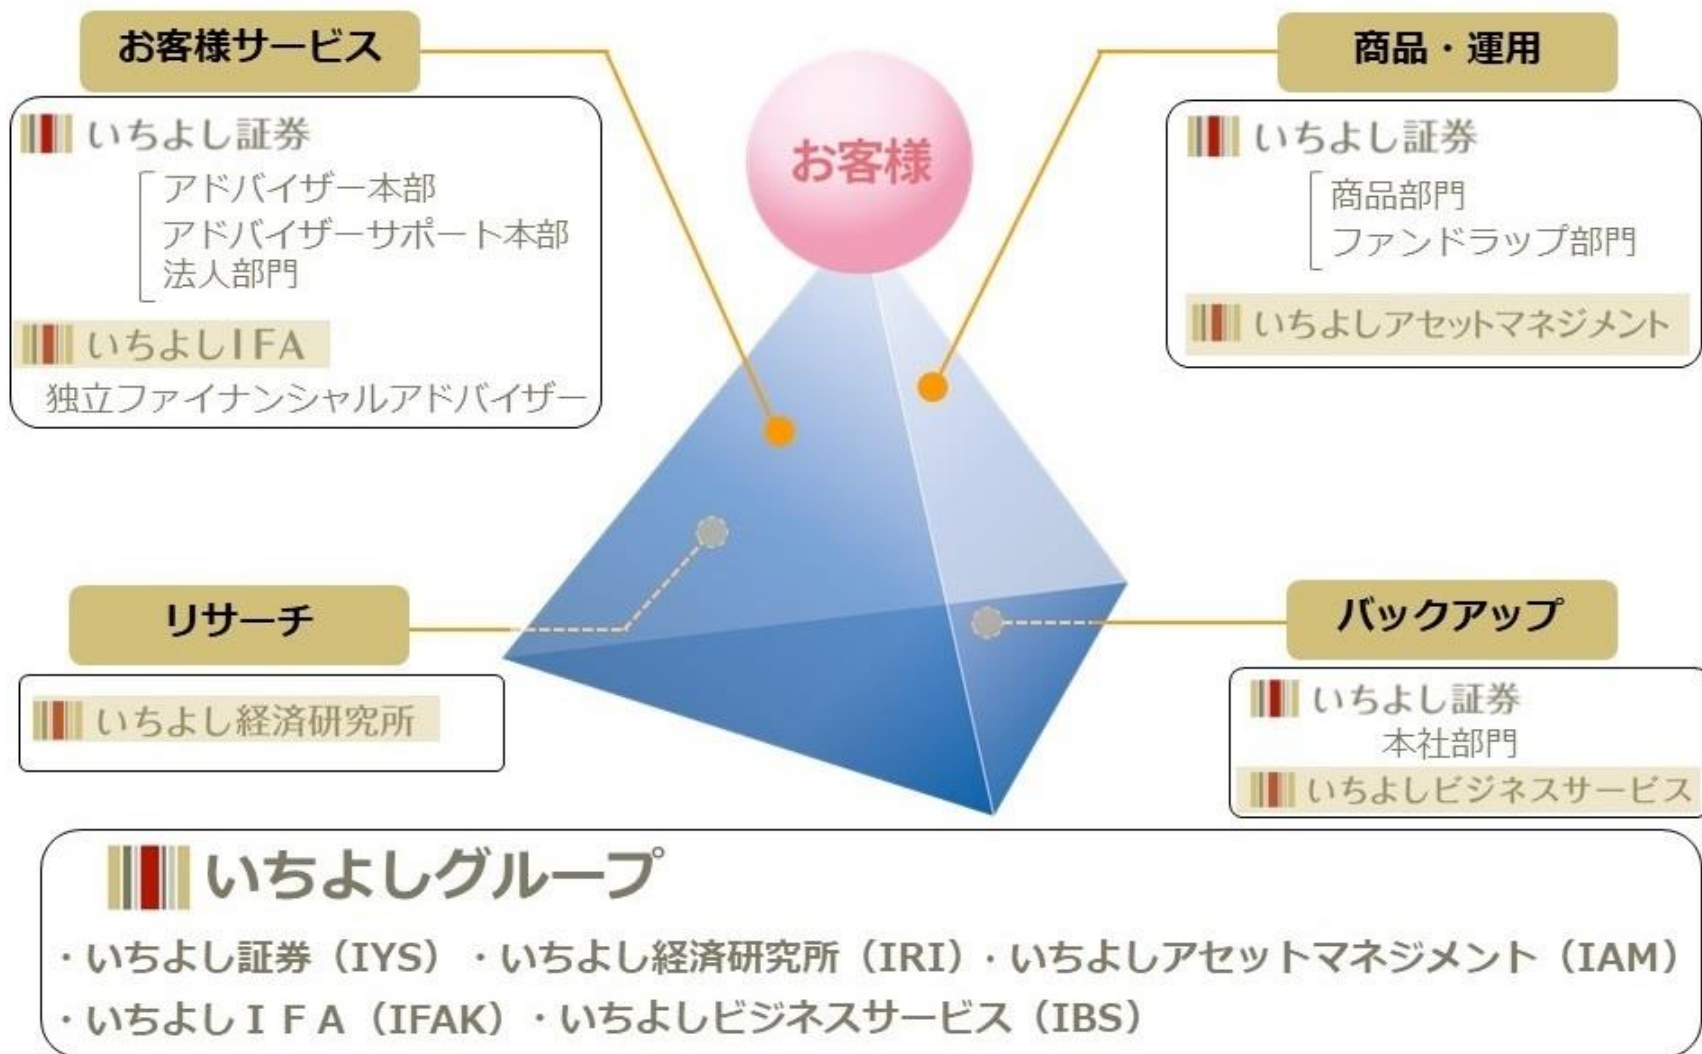 お客様サービス
いちよし証券
アドバイザー本部
アドバイザーサポート本部
法人部門
いちよしIFA
独立ファイナンシャルアドバイザー
お客様
商品・運用
いちよし証券
商品部門
ファンドラップ部門
いちよしアセットマネジメント
リサーチ
いちよし経済研究所
バックアップ
いちよし証券
本社部門
いちよしビジネスサービス
いちよしグループ
・いちよし証券（IYS）・いちよし経済研究所（IRI）・いちよしアセットマネジメント（IAM）
・いちよしＩＦＡ（IFAK）・いちよしビジネスサービス（IBS）